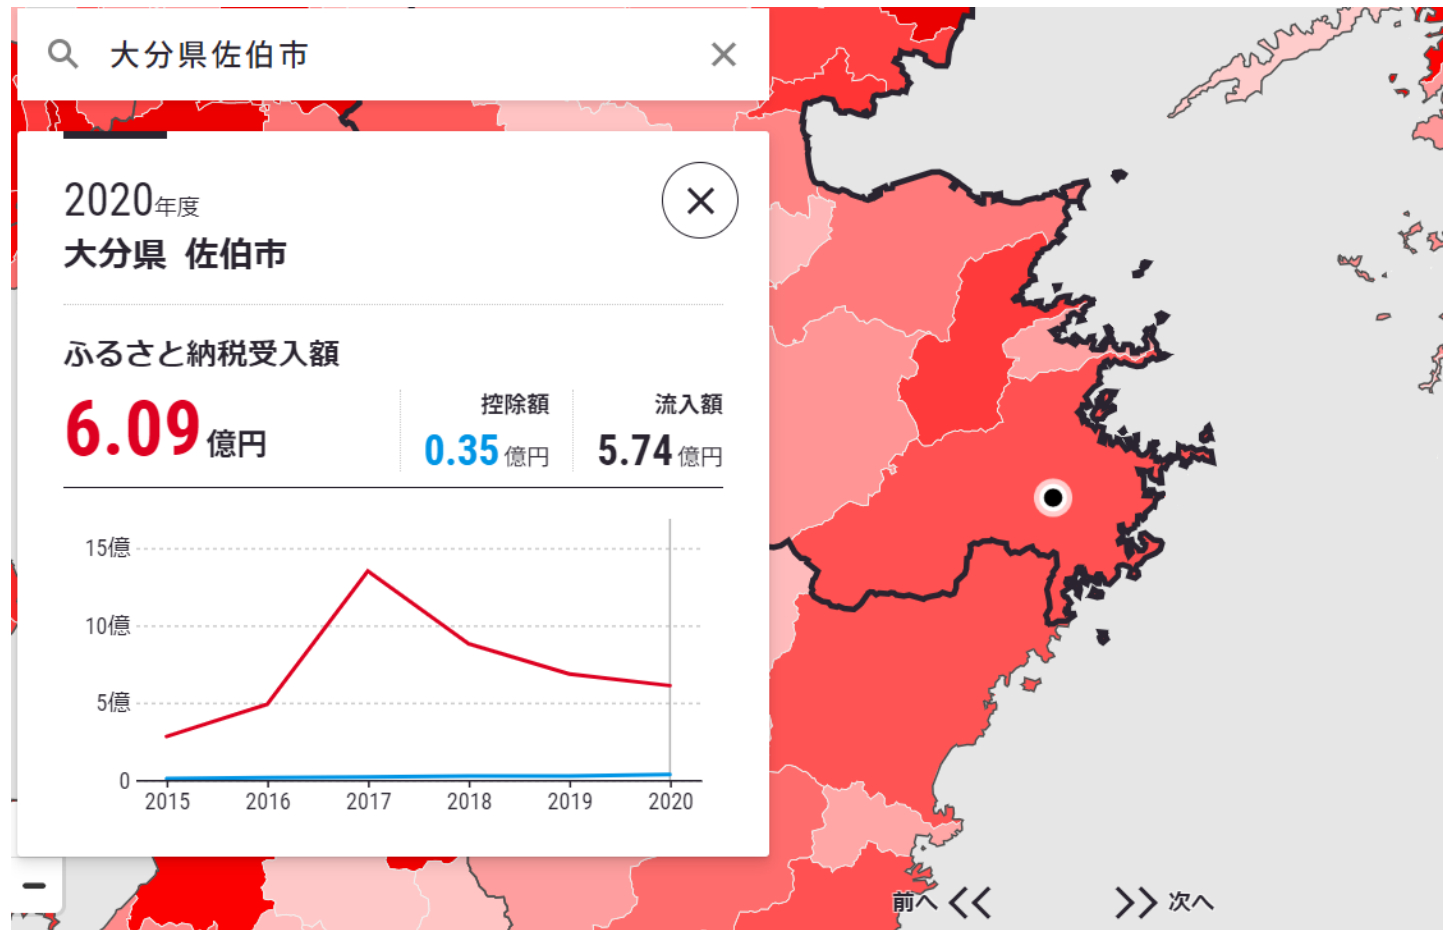 大分県佐伯市
2020年度
大分県 佐伯市
ふるさと納税受入額
6.09億円
控除額
0.35億円
流入額
5.74億円
15億
10億
5億
0
2015 2016 2017 2018 2019 2020
前へ
次へ